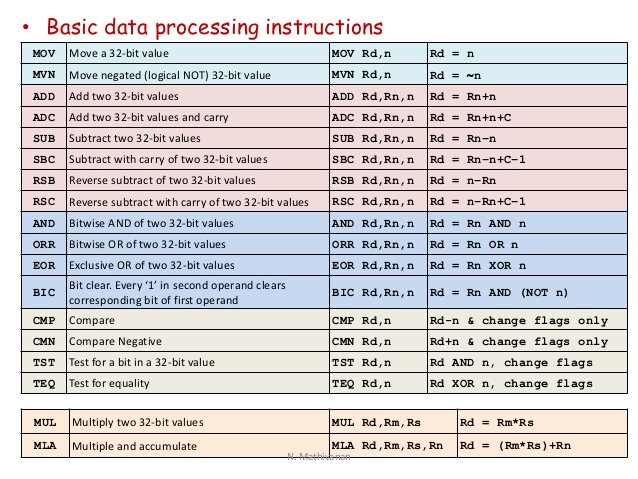 • Basic data processing instructions
MOV Move a 32-bit value MOV Rd,n Rd = n
MVN Move negated (logical NOT) 32-bit value MVN Rd,n Rd = ~n
ADD Add two 32-bit values ADD Rd,Rn,n Rd = Rn+n
ADC Add two 32-bit values and carry ADC Rd,Rn,n Rd = Rn+n+C
SUB Subtract two 32-bit values SUB Rd,Rn,n Rd = Rn-n
SBC Subtract with carry of two 32-bit values SBC Rd,Rn,n Rd = Rn-n+C-1
RSB Reverse subtract of two 32-bit values RSB Rd,Rn,n Rd = n-Rn
RSC Reverse subtract with carry of two 32-bit values RSC Rd,Rn,n Rd = n-Rn+C-1
AND Bitwise AND of two 32-bit values AND Rd,Rn,n Rd = Rn AND n
ORR Bitwise OR of two 32-bit values ORR Rd,Rn,n Rd = Rn OR n
EOR Exclusive OR of two 32-bit values EOR Rd,Rn,n Rd = Rn XOR n
BIC Bit clear. Every ‘1’ in second operand clears
corresponding bit of first operand BIC Rd,Rn,n Rd = Rn AND (NOT n)
CMP Compare CMP Rd,n Rd-n & change flags only
CMN Compare Negative CMN Rd,n Rd+n & change flags only
TST Test for a bit in a 32-bit value TST Rd,n Rd AND n, change flags
TEQ Test for equality TEQ Rd,n Rd XOR n, change flags
MUL Multiply two 32-bit values MUL Rd,Rm,Rs Rd = Rm*Rs
MLA Multiple and accumulate MLA Rd,Rm,Rs,Rn Rd = (Rm*Rs)+Rn
N. Mathivanan